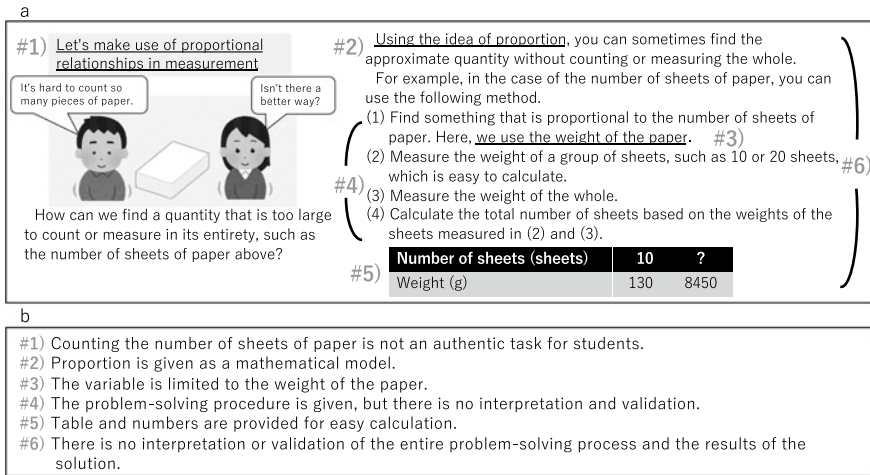 a
#1) Let's make use of proportional
relationships in measurement
It's hard to count so
many pieces of paper.
Isn't there a
better way?
How can we find a quantity that is too large
to count or measure in its entirety, such as
the number of sheets of paper above?
#2) Using the idea of proportion, you can sometimes find the
approximate quantity without counting or measuring the whole.
For example, in the case of the number of sheets of paper, you can
use the following method.
(1) Find something that is proportional to the number of sheets of
paper. Here, we use the weight of the paper. #3)
(2) Measure the weight of a group of sheets, such as 10 or 20 sheets,
which is easy to calculate.
#6)
#4)
(3) Measure the weight of the whole.
(4) Calculate the total number of sheets based on the weights of the
sheets measured in (2) and (3).
#5)
Number of sheets (sheets) 10 ?
Weight (g) 130 8450
b
#1) Counting the number of sheets of paper is not an authentic task for students.
#2) Proportion is given as a mathematical model.
#3) The variable is limited to the weight of the paper.
#4) The problem-solving procedure is given, but there is no interpretation and validation.
#5) Table and numbers are provided for easy calculation.
#6) There is no interpretation or validation of the entire problem-solving process and the results of the
solution.